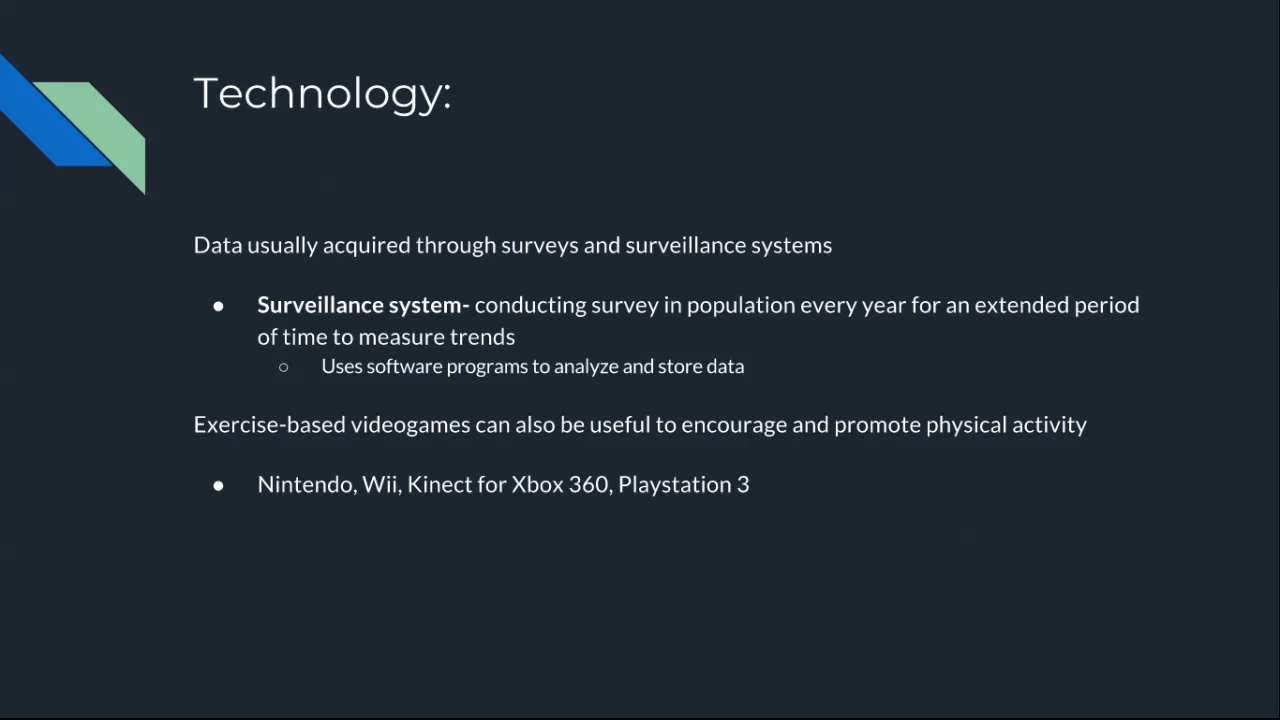 Technology:
Data usually acquired through surveys and surveillance systems
● Surveillance system- conducting survey in population every year for an extended period
of time to measure trends
○ Uses software programs to analyze and store data
Exercise-based videogames can also be useful to encourage and promote physical activity
● Nintendo, Wii, Kinect for Xbox 360, Playstation 3